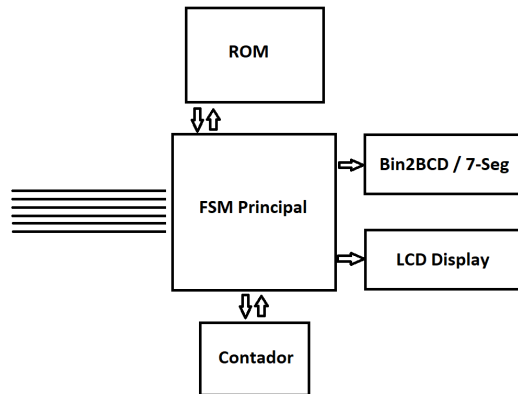 ROM
Bin2BCD / 7-Seg
FSM Principal
LCD Display
Contador